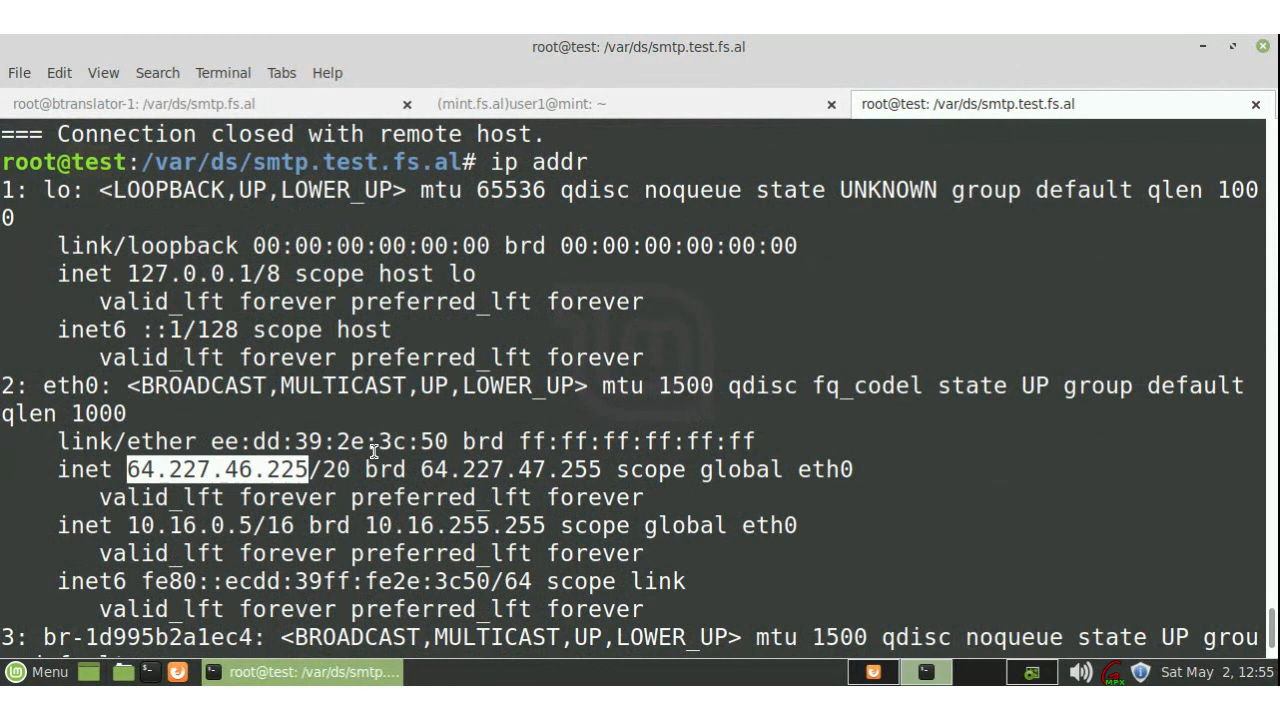 root@test: /var/ds/smtp.test.fs.al
File Edit View Search Terminal Tabs Help
root@btranslator-1: /var/ds/smtp.fs.al × (mint.fs.al)user1@mint: ~ × root@test: /var/ds/smtp.test.fs.al ×
=== Connection closed with remote host.
root@test:/var/ds/smtp.test.fs.al# ip addr
1: lo: <LOOPBACK,UP,LOWER_UP> mtu 65536 qdisc noqueue state UNKNOWN group default qlen 100
0
link/loopback 00:00:00:00:00:00 brd 00:00:00:00:00:00
inet 127.0.0.1/8 scope host lo
valid_lft forever preferred_lft forever
inet6 ::1/128 scope host
valid_lft forever preferred_lft forever
2: eth0: <BROADCAST,MULTICAST,UP,LOWER_UP> mtu 1500 qdisc fq_codel state UP group default
qlen 1000
link/ether ee:dd:39:2e:3c:50 brd ff:ff:ff:ff:ff:ff
inet 64.227.46.225/20 brd 64.227.47.255 scope global eth0
valid_lft forever preferred_lft forever
inet 10.16.0.5/16 brd 10.16.255.255 scope global eth0
valid_lft forever preferred_lft forever
inet6 fe80::ecdd:39ff:fe2e:3c50/64 scope link
valid_lft forever preferred_lft forever
3: br-1d995b2a1ec4: <BROADCAST,MULTICAST,UP,LOWER_UP> mtu 1500 qdisc noqueue state UP grou
Menu root@test: /var/ds/smtp.... MPX Sat May 2, 12:55